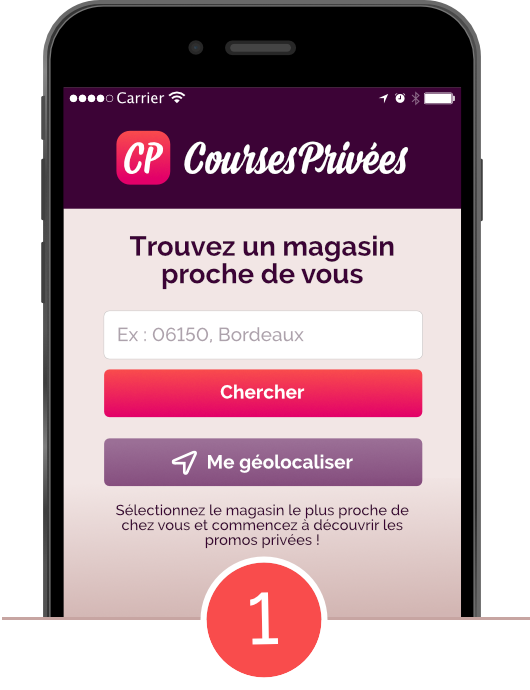 Carrier
CP CoursesPrivées
Trouvez un magasin
proche de vous
Ex : 06150, Bordeaux
Chercher
Me géolocaliser
Sélectionnez le magasin le plus proche de
chez vous et commencez à découvrir les
promos privées !
1